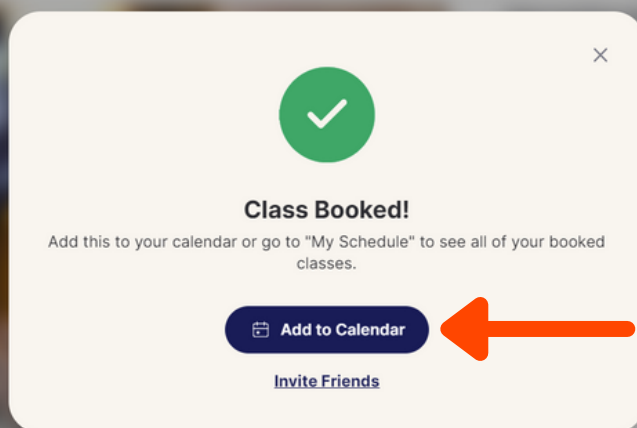 Class Booked!
Add this to your calendar or go to "My Schedule" to see all of your booked
classes.
Add to Calendar
Invite Friends